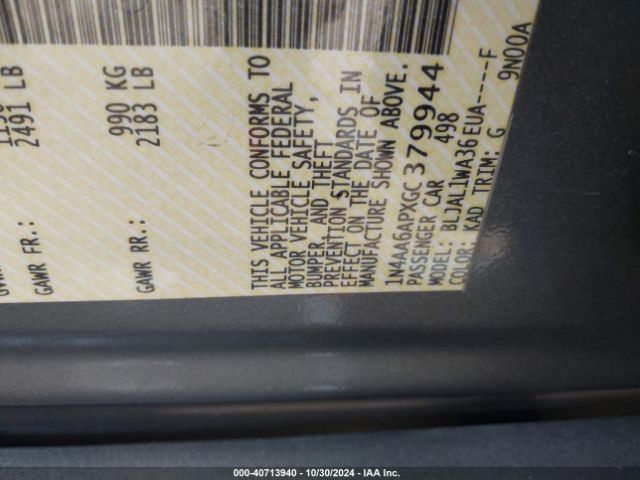 2491 LB
GAWR FR.:
990 KG
2183 LB
GAWR RR.:
THIS VEHICLE CONFORMS TO
ALL APPLICABLE FEDERAL
MOTOR VEHICLE SAFETY,
BUMPER, AND THEFT
PREVENTION STANDARDS IN
EFFECT ON THE DATE OF
MANUFACTURE SHOWN ABOVE.
1N4AA6APXGC379944
PASSENGER CAR 498
MODEL: BLJAL1WA36EUA-----F
COLOR: KAD TRIM: G 9N00A
000-40713940 - 10/30/2024 - IAA Inc.